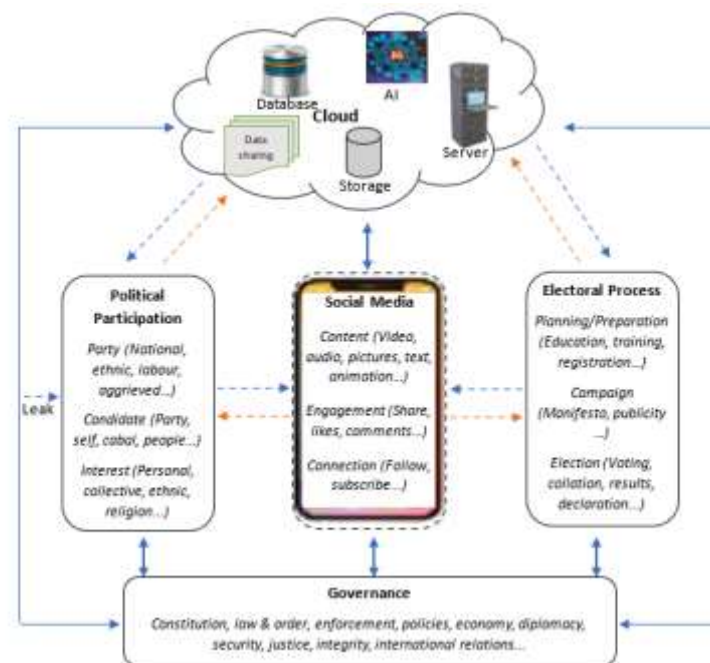 Database
AI
Cloud
Data
sharing
Storage
Server
Political
Participation
Party (National,
ethnic, labour,
aggrieved...)
Candidate (Party,
self, cabal, people...)
Interest (Personal,
collective, ethnic,
religion...)
Leak
Social Media
Content (Video,
audio, pictures, text,
animation...)
Engagement (Share,
likes, comments...)
Connection (Follow,
subscribe...)
Electoral Process
Planning/Preparation
(Education, training,
registration...)
Campaign
(Manifesto, publicity
...)
Election (Voting,
collation, results,
declaration...)
Governance
Constitution, law & order, enforcement, policies, economy, diplomacy,
security, justice, integrity, international relations...